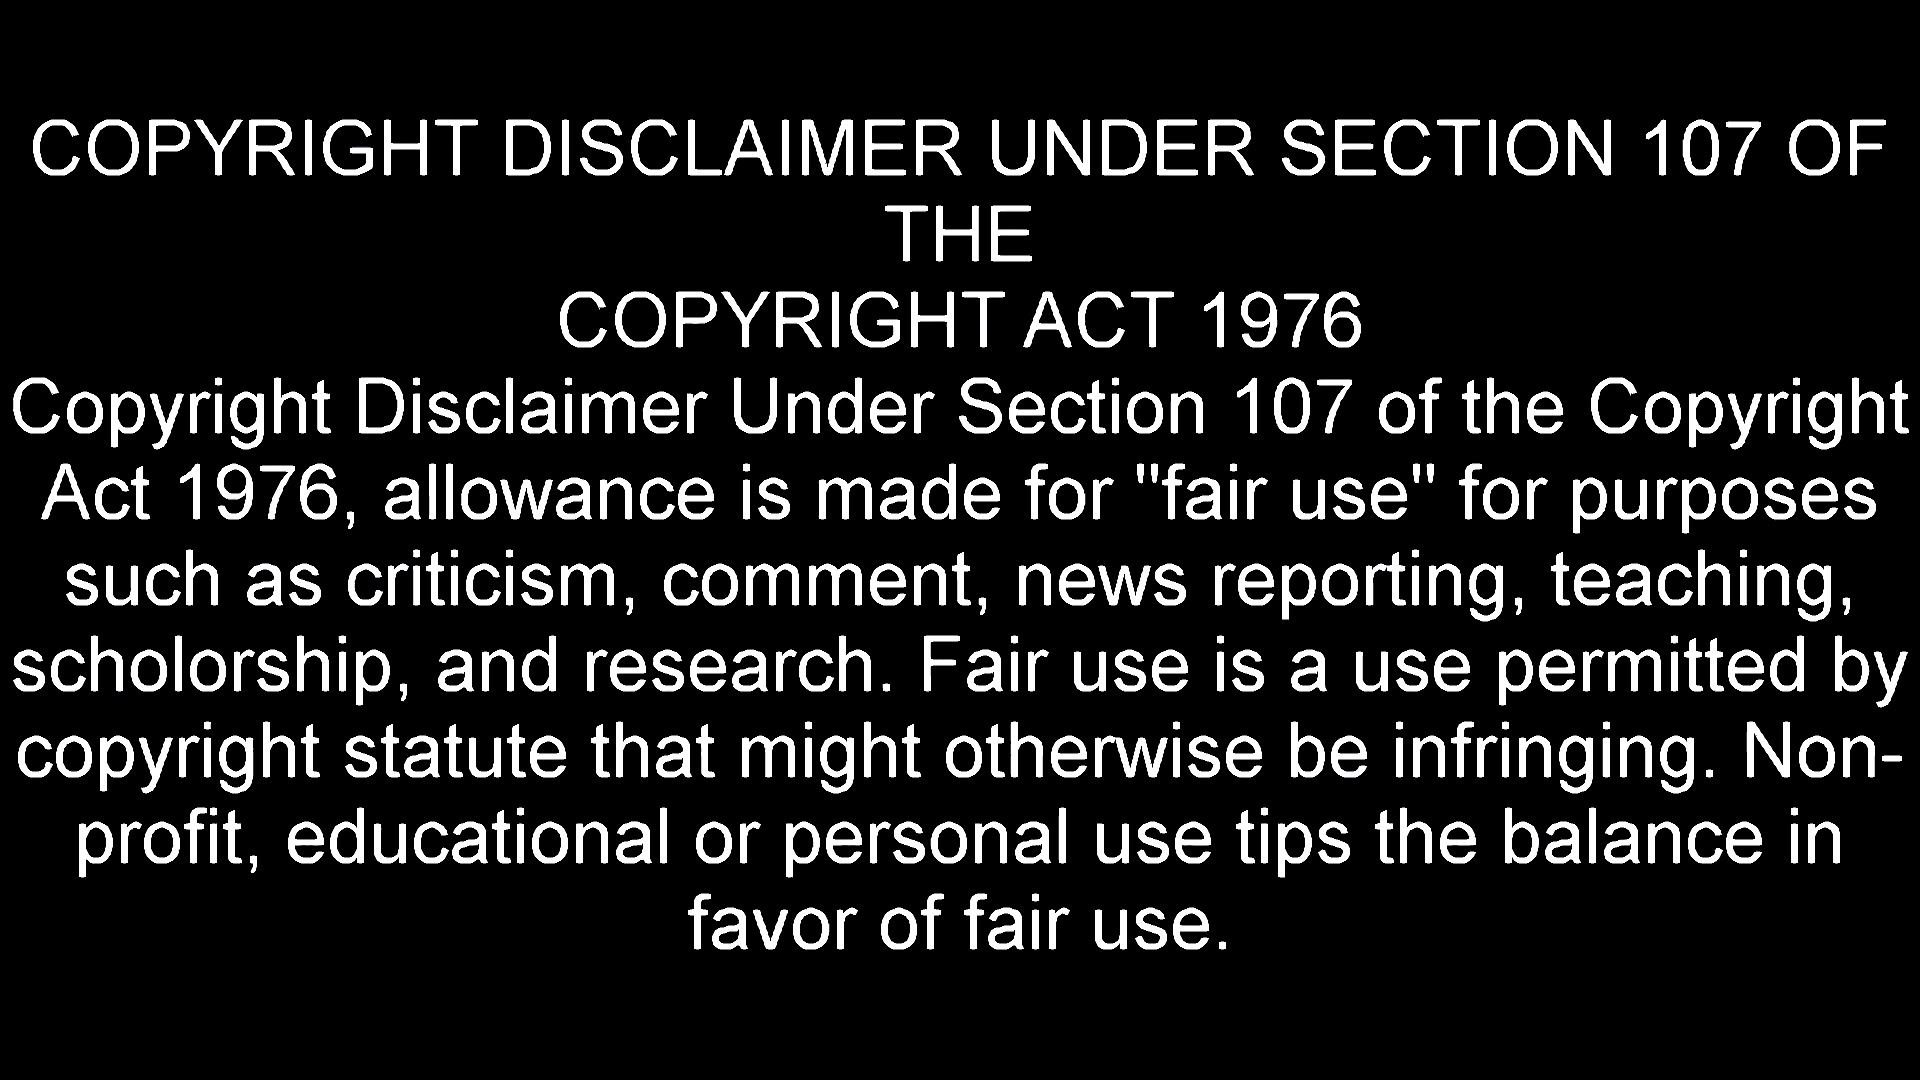 COPYRIGHT DISCLAIMER UNDER SECTION 107 OF
THE
COPYRIGHT ACT 1976
Copyright Disclaimer Under Section 107 of the Copyright
Act 1976, allowance is made for "fair use" for purposes
such as criticism, comment, news reporting, teaching,
scholorship, and research. Fair use is a use permitted by
copyright statute that might otherwise be infringing. Non-
profit, educational or personal use tips the balance in
favor of fair use.